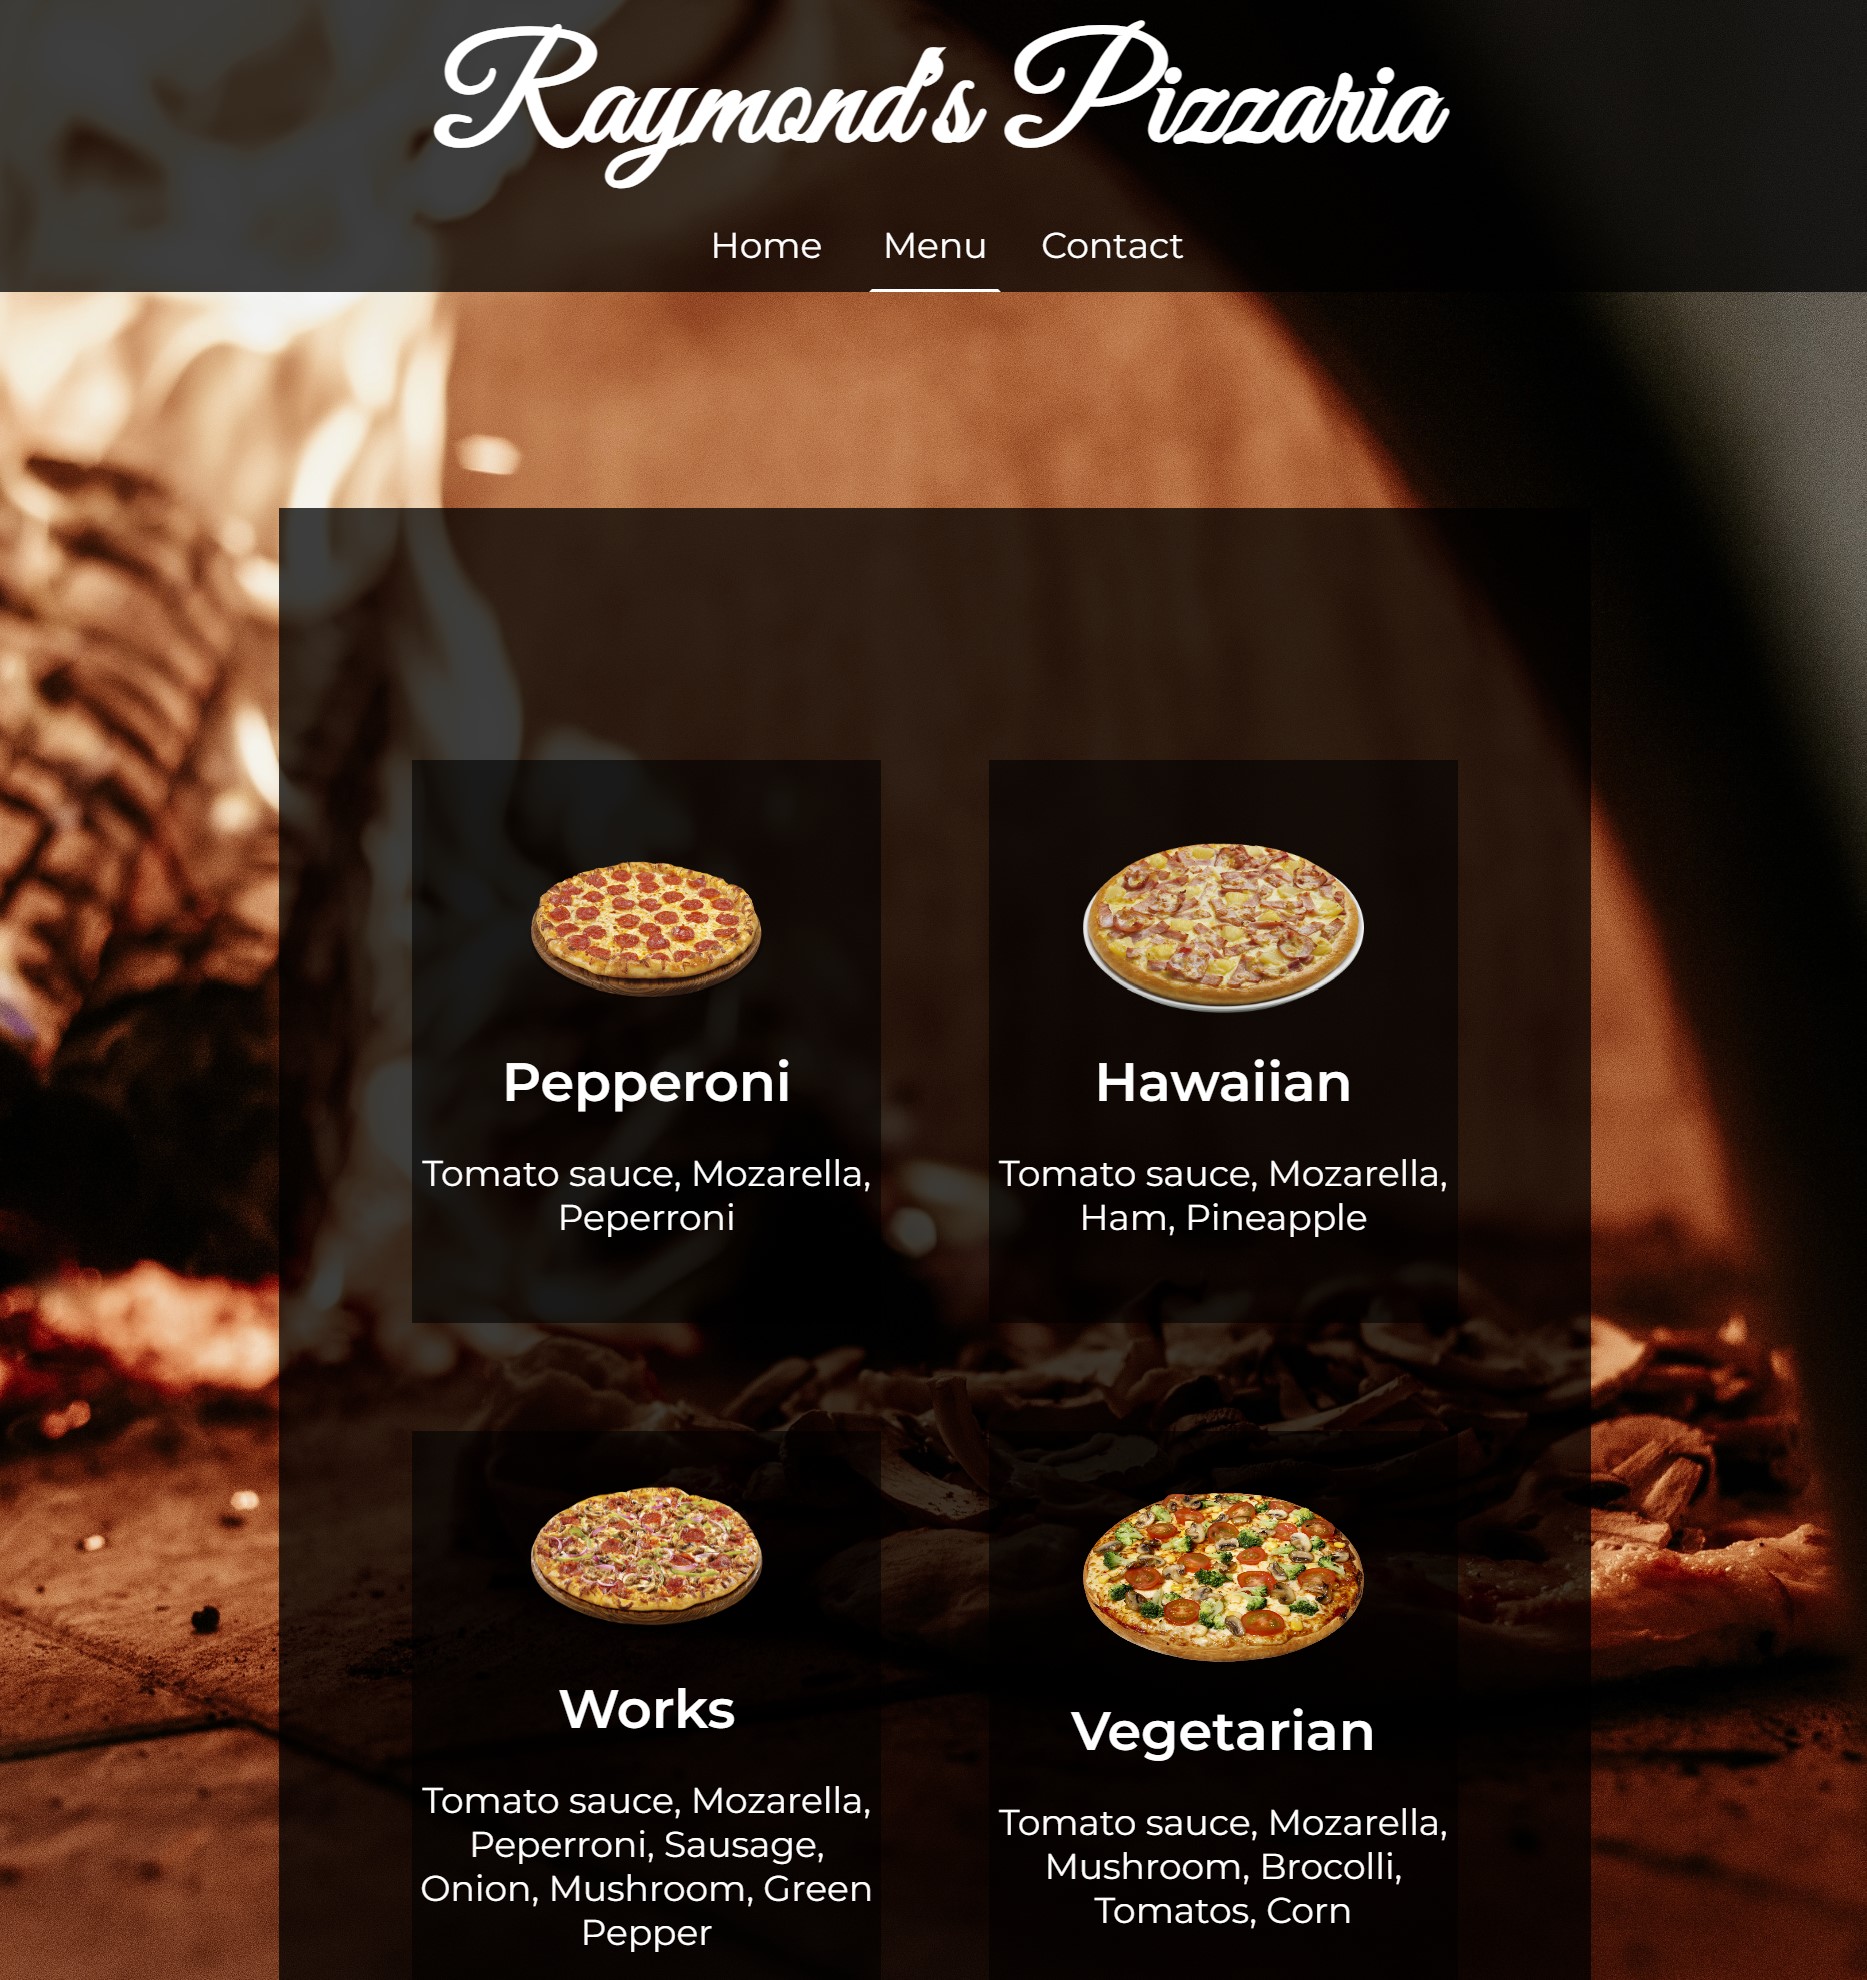 Raymond's Pizzaria
Home Menu Contact
Pepperoni
Tomato sauce, Mozarella,
Peperroni
Hawaiian
Tomato sauce, Mozarella,
Ham, Pineapple
Works
Tomato sauce, Mozarella,
Peperroni, Sausage,
Onion, Mushroom, Green
Pepper
Vegetarian
Tomato sauce, Mozarella,
Mushroom, Brocolli,
Tomatos, Corn